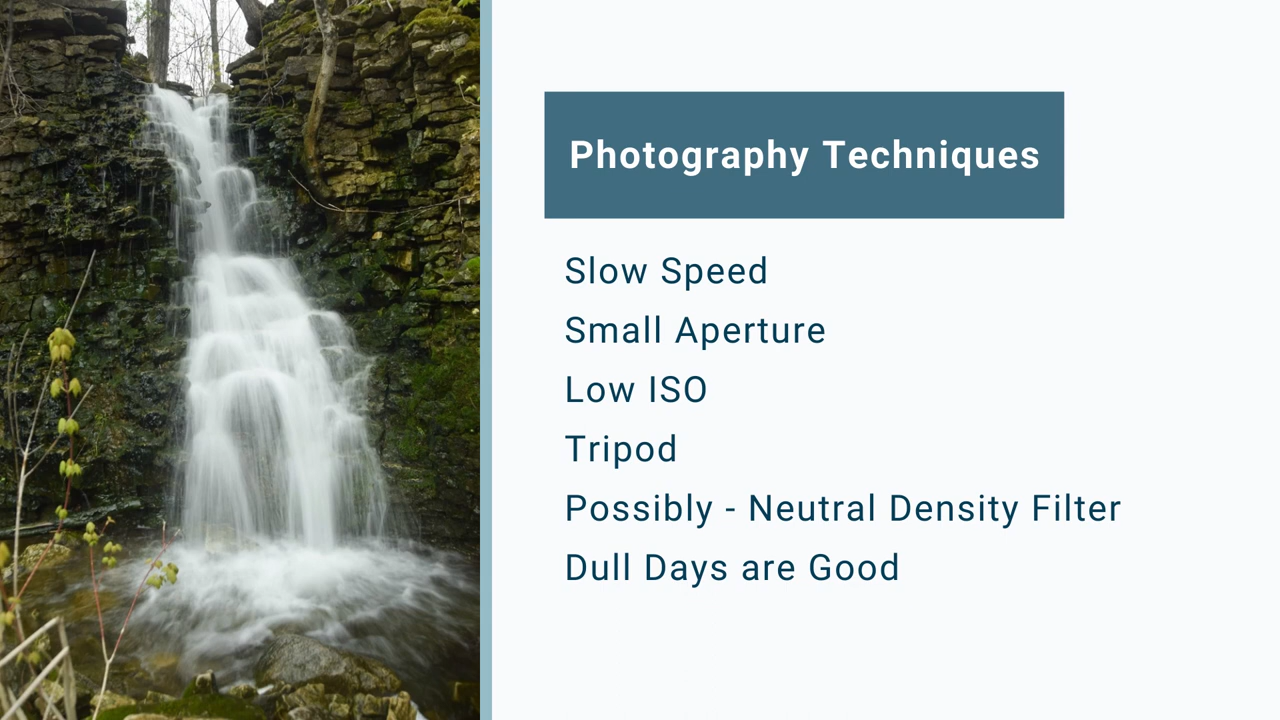 Photography Techniques
Slow Speed
Small Aperture
Low ISO
Tripod
Possibly - Neutral Density Filter
Dull Days are Good